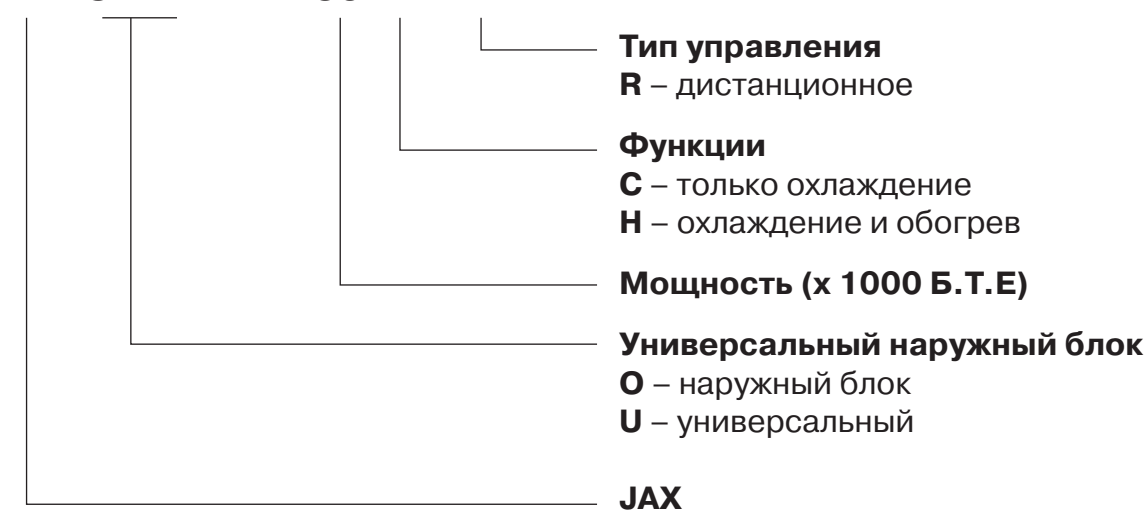 Тип управления
R – дистанционное
Функции
C – только охлаждение
H – охлаждение и обогрев
Мощность (х 1000 Б.Т.Е)
Универсальный наружный блок
O – наружный блок
U – универсальный
JAX